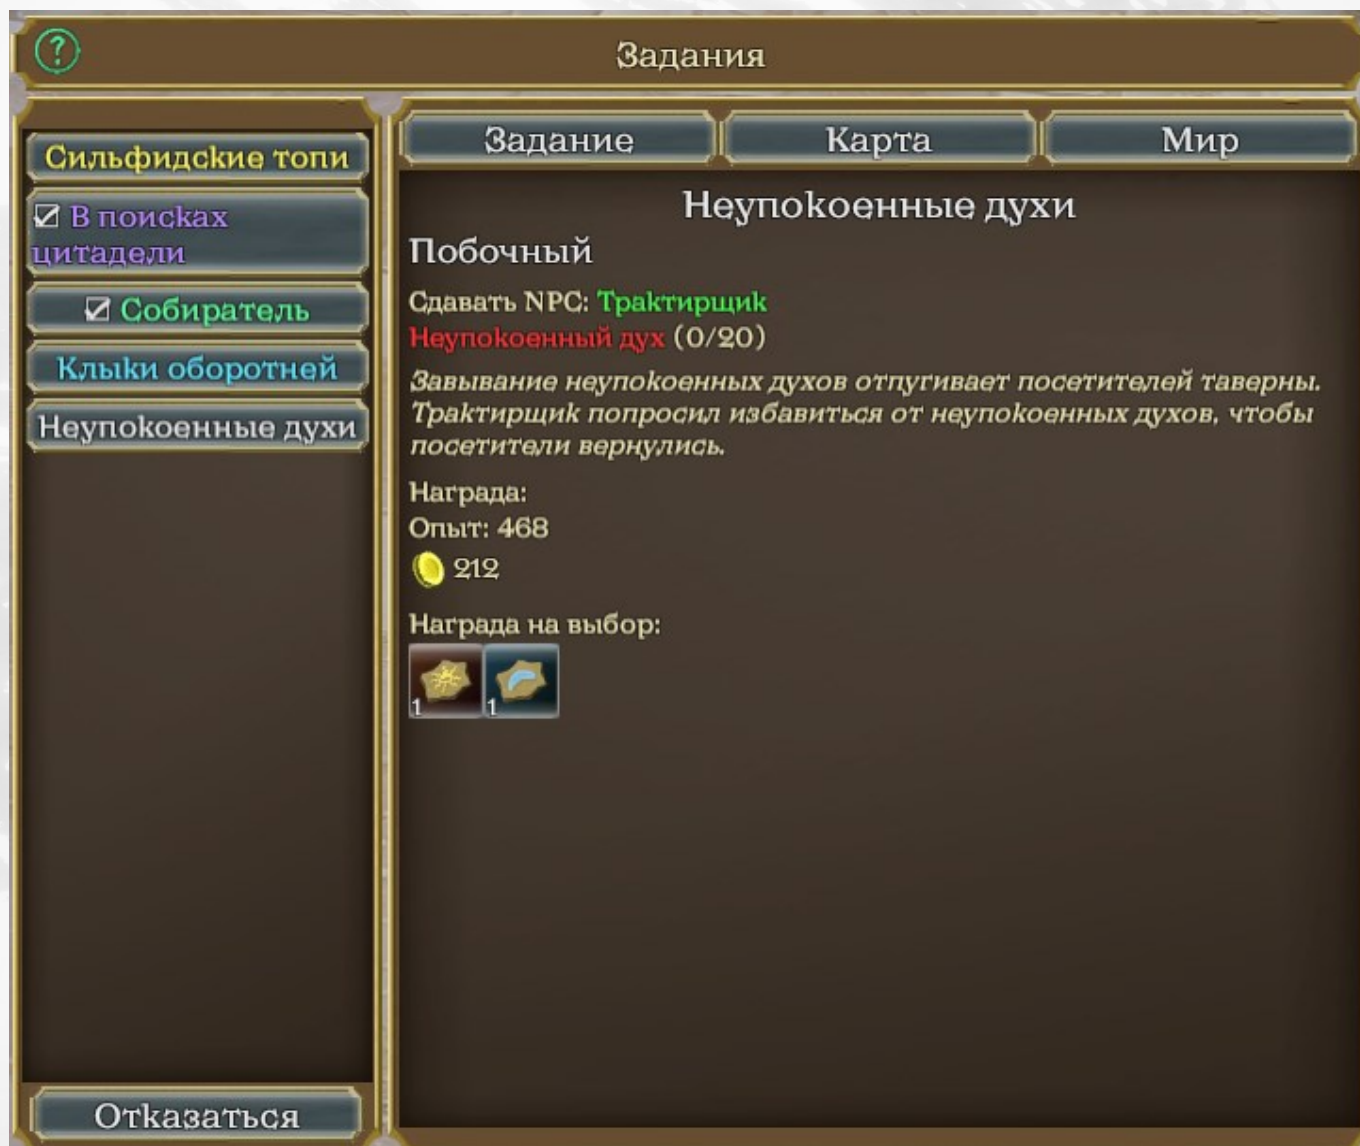 ?
Задания
Сильфидские топи
В поисках
цитадели
Собиратель
Клыки оборотней
Неупокоенные духи
Отказаться
Задание
Карта
Мир
Неупокоенные духи
Побочный
Сдавать NPC: Трактирщик
Неупокоенный дух (0/20)
Завывание неупокоенных духов отпугивает посетителей таверны.
Трактирщик попросил избавиться от неупокоенных духов, чтобы
посетители вернулись.
Награда:
Опыт: 468
212
Награда на выбор:
1 1